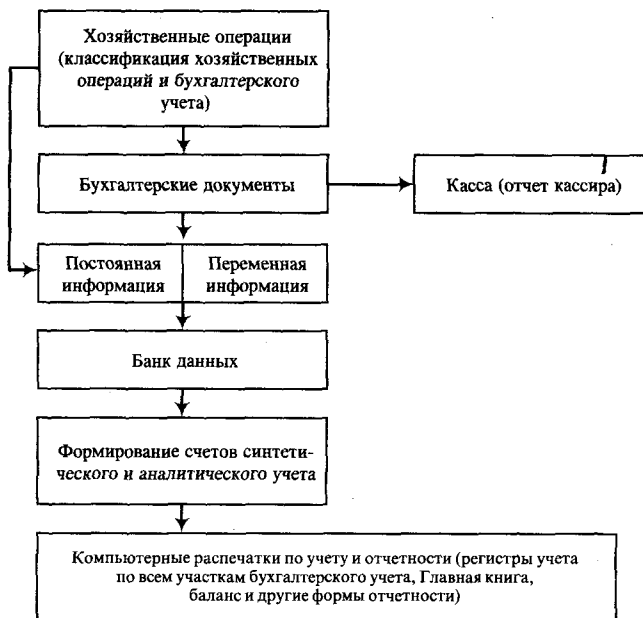 Хозяйственные операции
(классификация хозяйственных
операций и бухгалтерского
учета)
Бухгалтерские документы
Касса (отчет кассира)
Постоянная
информация
Переменная
информация
Банк данных
Формирование счетов синтети-
ческого и аналитического учета
Компьютерные распечатки по учету и отчетности (регистры учета
по всем участкам бухгалтерского учета, Главная книга,
баланс и другие формы отчетности)